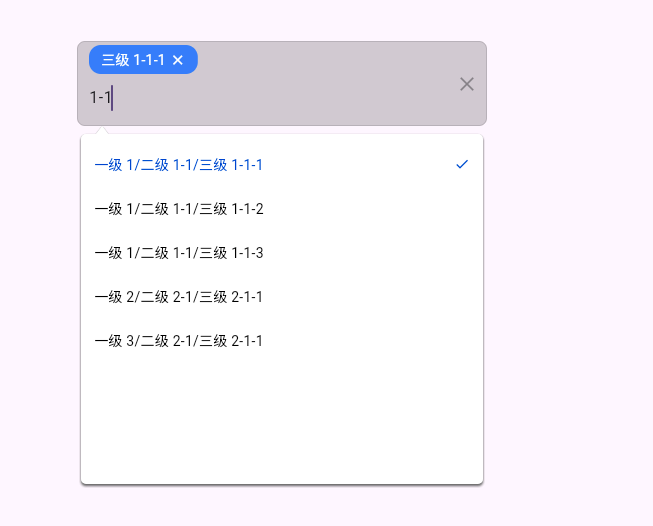 三级 1-1-1
1-1
一级 1/二级 1-1/三级 1-1-1
一级 1/二级 1-1/三级 1-1-2
一级 1/二级 1-1/三级 1-1-3
一级 2/二级 2-1/三级 2-1-1
一级 3/二级 2-1/三级 2-1-1